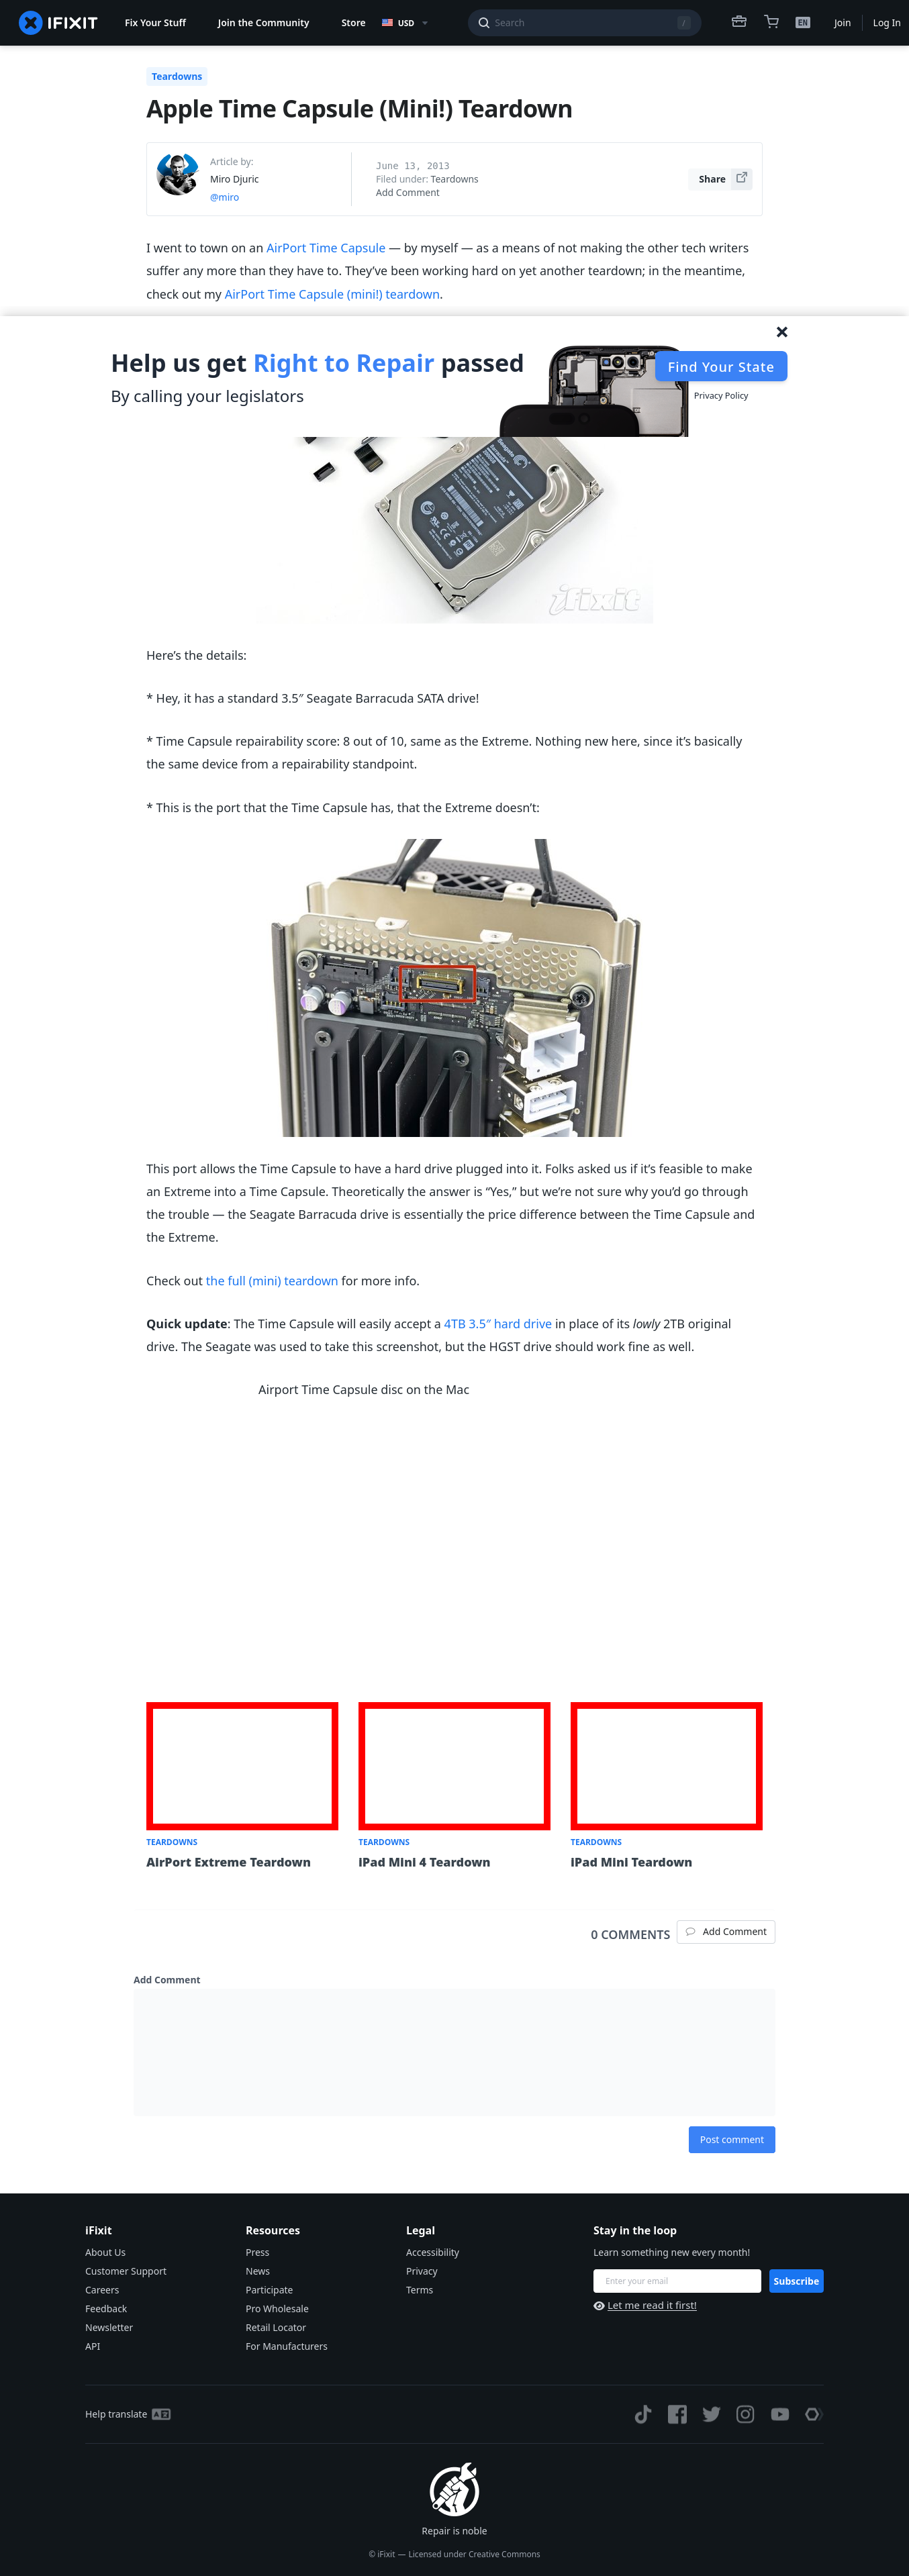 IFIXIT
Fix Your Stuff
Join the Community
Store
USD
Search
/
EN
Join
Log In
Teardowns
Apple Time Capsule (Mini!) Teardown
Article by:
Miro Djuric
@miro
June 13, 2013
Filed under: Teardowns
Add Comment
Share
I went to town on an AirPort Time Capsule — by myself — as a means of not making the other tech writers
suffer any more than they have to. They’ve been working hard on yet another teardown; in the meantime,
check out my AirPort Time Capsule (mini!) teardown.
Help us get Right to Repair passed
By calling your legislators
Find Your State
Privacy Policy
Seagate
Barracuda
iFixit
Here’s the details:
* Hey, it has a standard 3.5″ Seagate Barracuda SATA drive!
* Time Capsule repairability score: 8 out of 10, same as the Extreme. Nothing new here, since it’s basically
the same device from a repairability standpoint.
* This is the port that the Time Capsule has, that the Extreme doesn’t:
This port allows the Time Capsule to have a hard drive plugged into it. Folks asked us if it’s feasible to make
an Extreme into a Time Capsule. Theoretically the answer is “Yes,” but we’re not sure why you’d go through
the trouble — the Seagate Barracuda drive is essentially the price difference between the Time Capsule and
the Extreme.
Check out the full (mini) teardown for more info.
Quick update: The Time Capsule will easily accept a 4TB 3.5″ hard drive in place of its lowly 2TB original
drive. The Seagate was used to take this screenshot, but the HGST drive should work fine as well.
Airport Time Capsule disc on the Mac
TEARDOWNS
AirPort Extreme Teardown
TEARDOWNS
iPad Mini 4 Teardown
TEARDOWNS
iPad Mini Teardown
0 COMMENTS
Add Comment
Add Comment
Post comment
iFixit
About Us
Customer Support
Careers
Feedback
Newsletter
API
Resources
Press
News
Participate
Pro Wholesale
Retail Locator
For Manufacturers
Legal
Accessibility
Privacy
Terms
Stay in the loop
Learn something new every month!
Enter your email
Subscribe
Let me read it first!
Help translate
Repair is noble
© iFixit — Licensed under Creative Commons